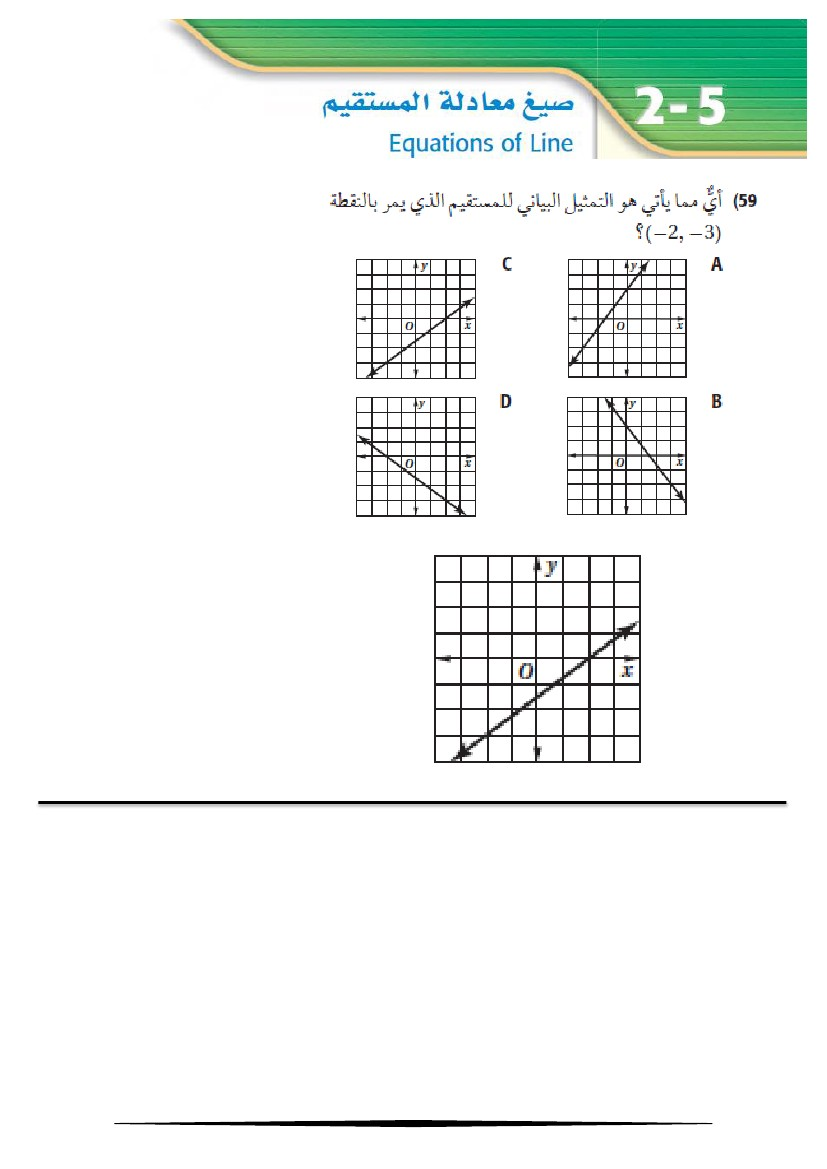 2-5
صيغ معادلة المستقيم
Equations of Line
59) أيٌّ مما يأتي هو التمثيل البياني للمستقيم الذي يمر بالنقطة
(−2, −3)؟
A
y
O
x
C
y
O
x
B
y
O
x
D
y
O
x
y
O
x